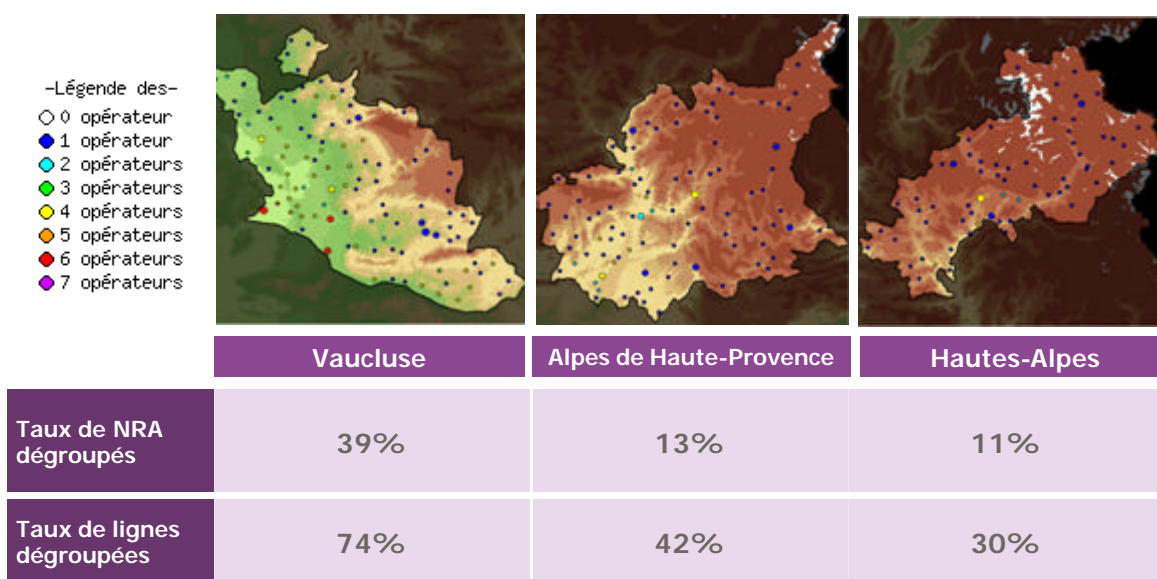 -Légende des-
0 opérateur
1 opérateur
2 opérateurs
3 opérateurs
4 opérateurs
5 opérateurs
6 opérateurs
7 opérateurs
Vaucluse
Alpes de Haute-Provence
Hautes-Alpes
Taux de NRA
dégroupés
39%
13%
11%
Taux de lignes
dégroupées
74%
42%
30%